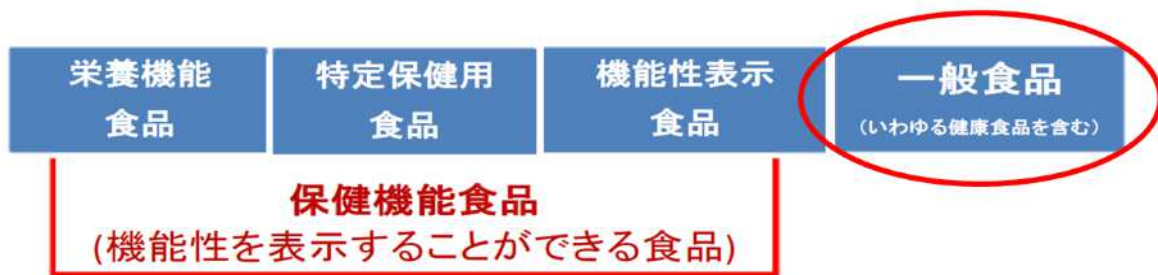 栄養機能
食品
特定保健用
食品
機能性表示
食品
一般食品
(いわゆる健康食品を含む)
保健機能食品
(機能性を表示することができる食品)